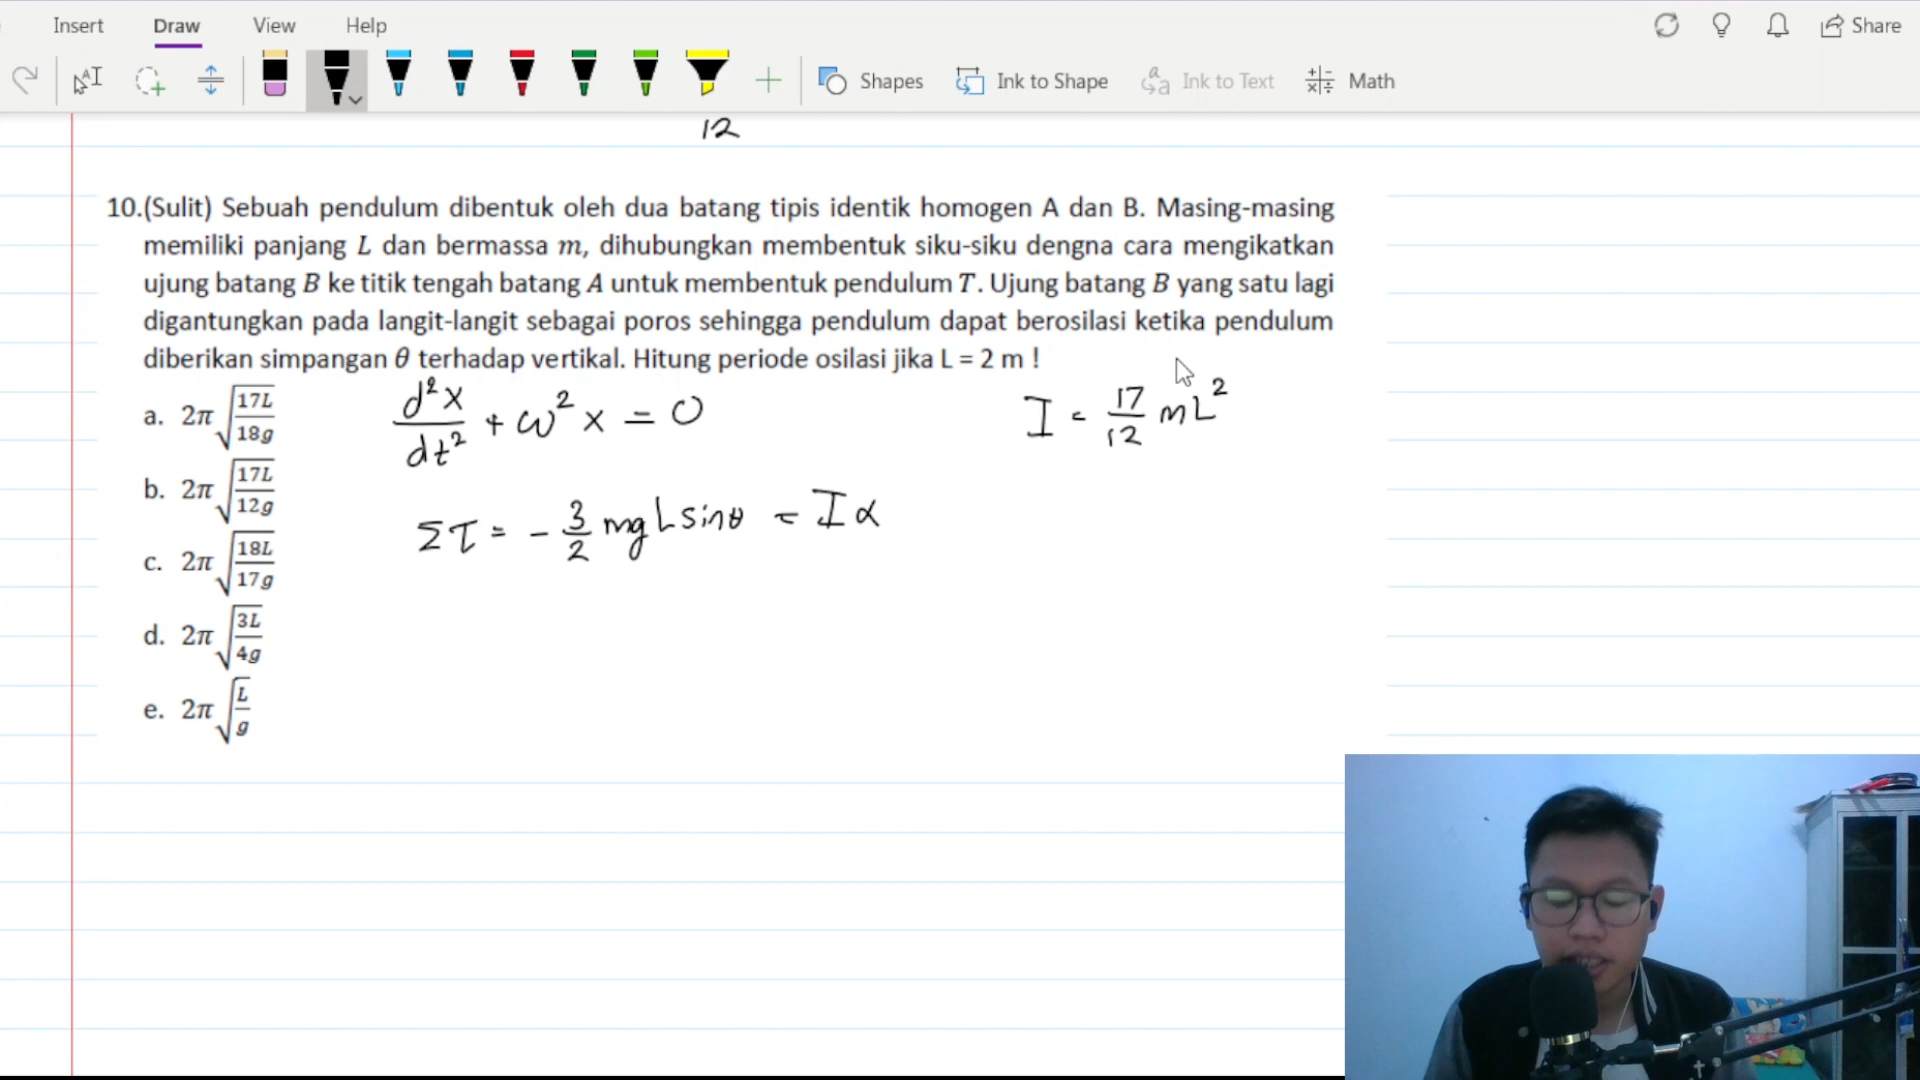 Insert Draw View Help Share
Shapes Ink to Shape Ink to Text Math
12
10.(Sulit) Sebuah pendulum dibentuk oleh dua batang tipis identik homogen A dan B. Masing-masing
memiliki panjang L dan bermassa m, dihubungkan membentuk siku-siku dengna cara mengikatkan
ujung batang B ke titik tengah batang A untuk membentuk pendulum T. Ujung batang B yang satu lagi
digantungkan pada langit-langit sebagai poros sehingga pendulum dapat berosilasi ketika pendulum
diberikan simpangan θ terhadap vertikal. Hitung periode osilasi jika L = 2 m !
a. 2π √(17L/18g)
b. 2π √(17L/12g)
c. 2π √(18L/17g)
d. 2π √(3L/4g)
e. 2π √(L/g)
d²x/dt² + ω²x = 0
I = 17/12 mL²
Στ = - 3/2 mg L sin θ = I α